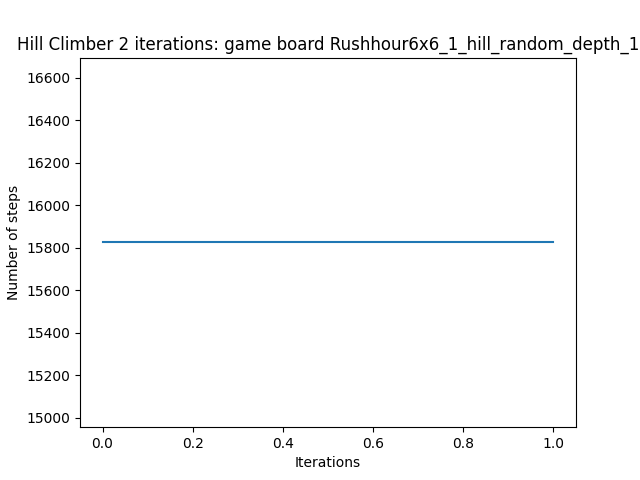 Hill Climber 2 iterations: game board Rushhour6x6_1_hill_random_depth_1
16600
16400
16200
16000
15800
15600
15400
15200
15000
Number of steps
0.0 0.2 0.4 0.6 0.8 1.0
Iterations